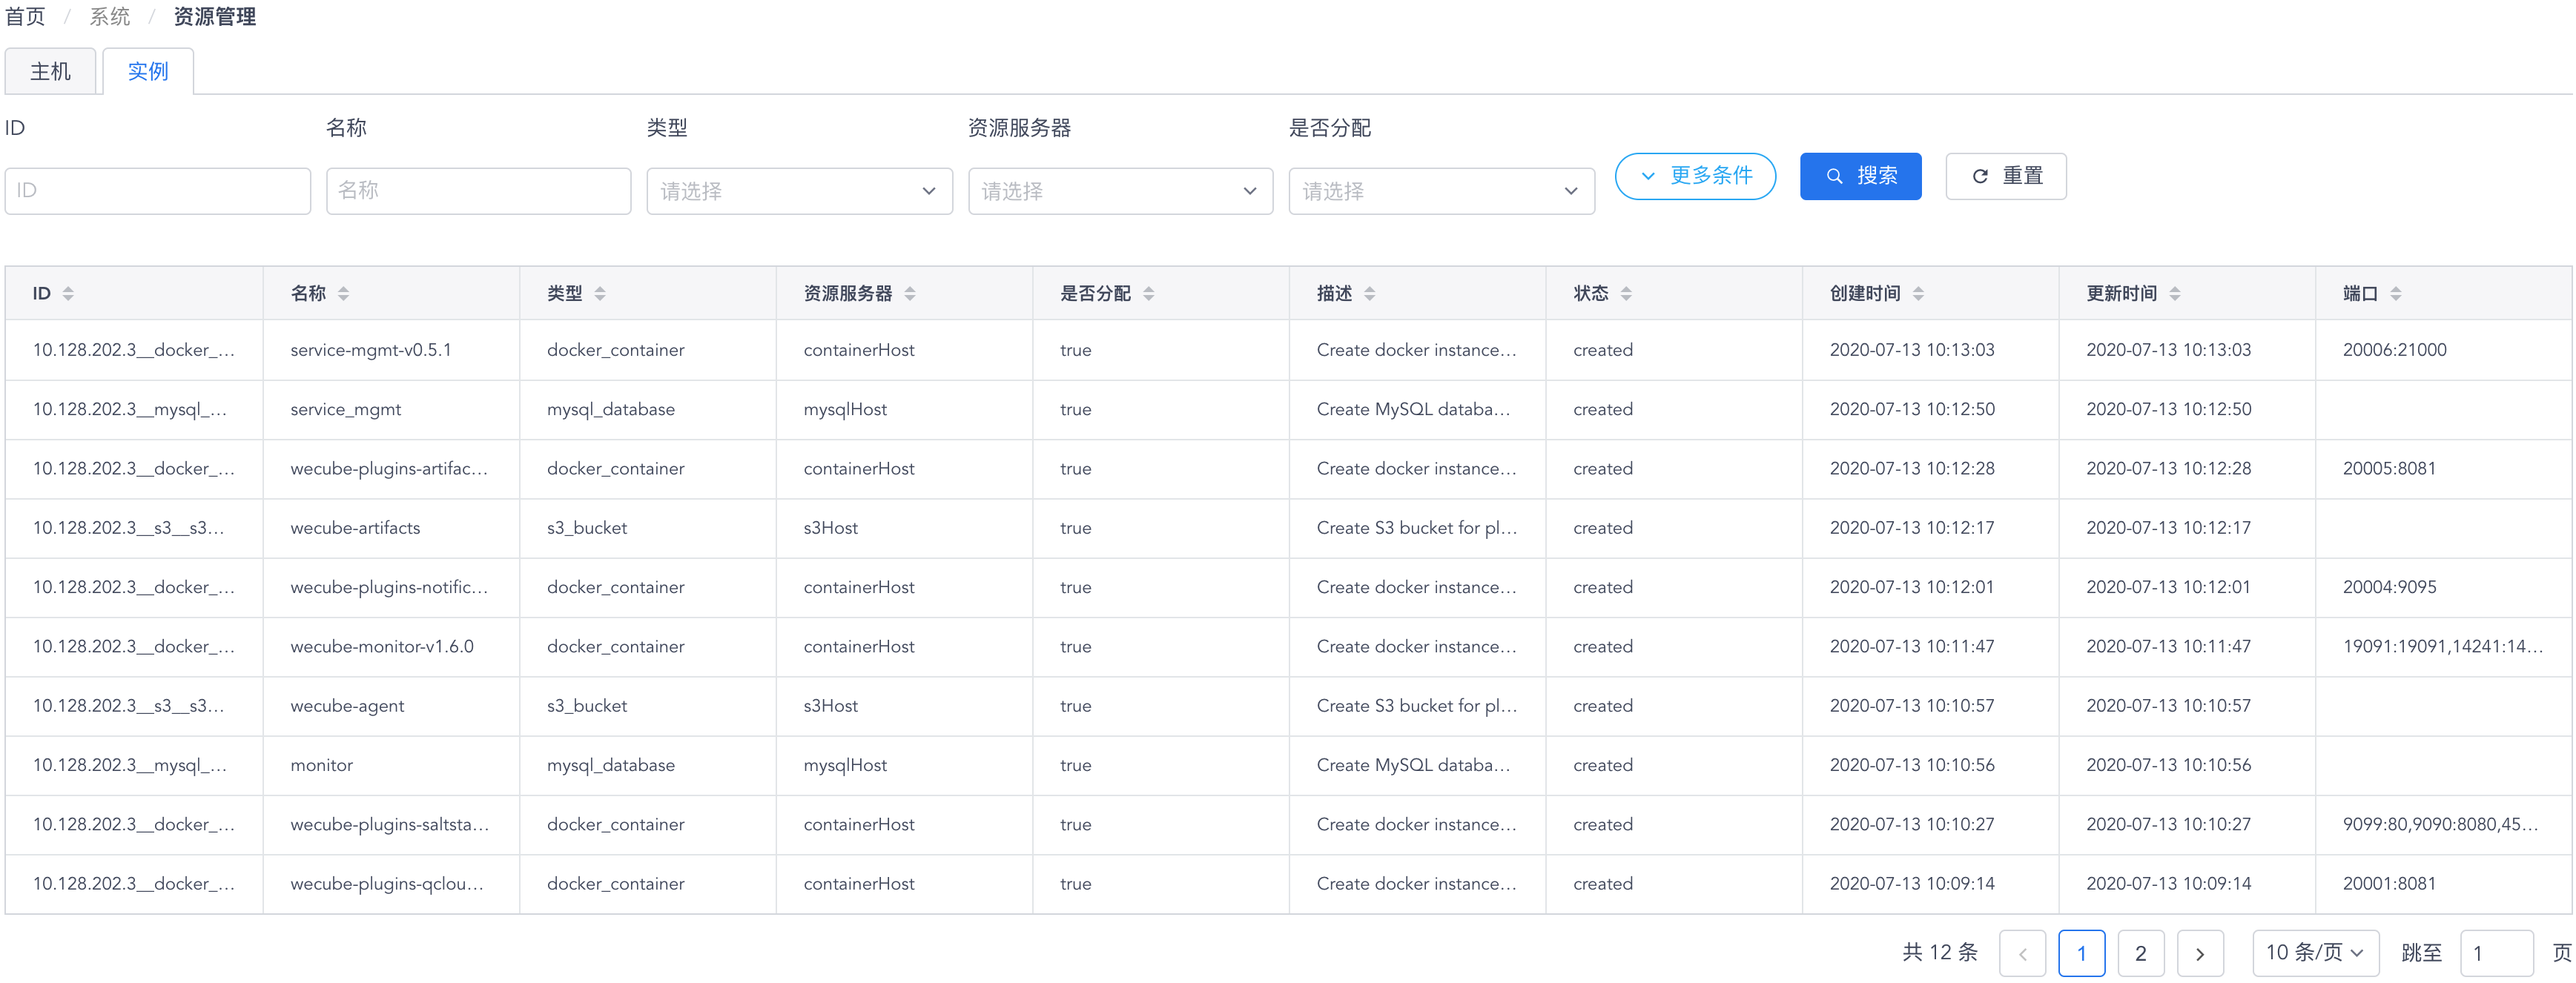 首页 / 系统 / 资源管理
主机 实例
ID 名称 类型 资源服务器 是否分配
ID 名称 请选择 请选择 请选择 更多条件 搜索 重置
ID 名称 类型 资源服务器 是否分配 描述 状态 创建时间 更新时间 端口
10.128.202.3__docker_... service-mgmt-v0.5.1 docker_container containerHost true Create docker instance... created 2020-07-13 10:13:03 2020-07-13 10:13:03 20006:21000
10.128.202.3__mysql_... service_mgmt mysql_database mysqlHost true Create MySQL databa... created 2020-07-13 10:12:50 2020-07-13 10:12:50
10.128.202.3__docker_... wecube-plugins-artifac... docker_container containerHost true Create docker instance... created 2020-07-13 10:12:28 2020-07-13 10:12:28 20005:8081
10.128.202.3__s3__s3... wecube-artifacts s3_bucket s3Host true Create S3 bucket for pl... created 2020-07-13 10:12:17 2020-07-13 10:12:17
10.128.202.3__docker_... wecube-plugins-notific... docker_container containerHost true Create docker instance... created 2020-07-13 10:12:01 2020-07-13 10:12:01 20004:9095
10.128.202.3__docker_... wecube-monitor-v1.6.0 docker_container containerHost true Create docker instance... created 2020-07-13 10:11:47 2020-07-13 10:11:47 19091:19091,14241:14...
10.128.202.3__s3__s3... wecube-agent s3_bucket s3Host true Create S3 bucket for pl... created 2020-07-13 10:10:57 2020-07-13 10:10:57
10.128.202.3__mysql_... monitor mysql_database mysqlHost true Create MySQL databa... created 2020-07-13 10:10:56 2020-07-13 10:10:56
10.128.202.3__docker_... wecube-plugins-saltsta... docker_container containerHost true Create docker instance... created 2020-07-13 10:10:27 2020-07-13 10:10:27 9099:80,9090:8080,45...
10.128.202.3__docker_... wecube-plugins-qclou... docker_container containerHost true Create docker instance... created 2020-07-13 10:09:14 2020-07-13 10:09:14 20001:8081
共 12 条 1 2 10 条/页 跳至 1 页